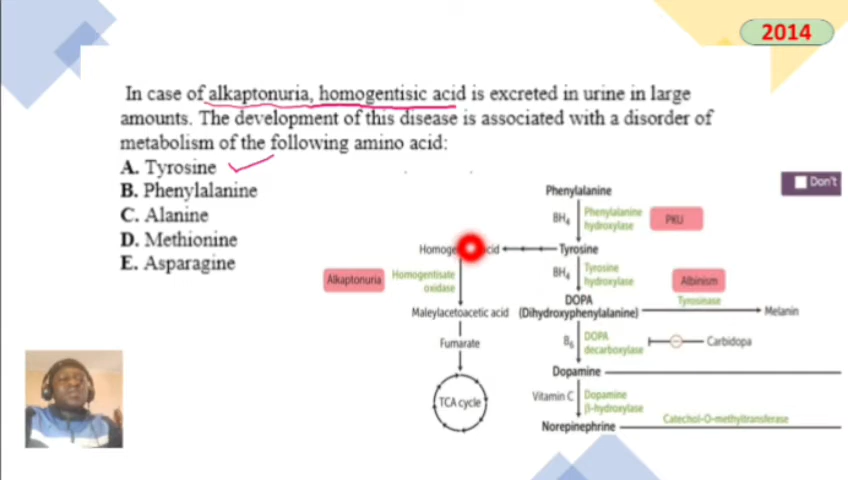 2014
In case of alkaptonuria, homogentisic acid is excreted in urine in large
amounts. The development of this disease is associated with a disorder of
metabolism of the following amino acid:
A. Tyrosine
B. Phenylalanine
C. Alanine
D. Methionine
E. Asparagine
Don't
Phenylalanine
BH4 Phenylalanine
hydroxylase
PKU
Homoge cid
Tyrosine
Alkaptonuria
Homogentisate
oxidase
BH4 Tyrosine
hydroxylase
Albinism
Maleylacetoacetic acid
DOPA
(Dihydroxyphenylalanine)
Tyrosinase
Melanin
Fumarate
B6 DOPA
decarboxylase
Carbidopa
Dopamine
TCA cycle
Vitamin C Dopamine
β-hydroxylase
Norepinephrine
Catechol-O-methyltransferase